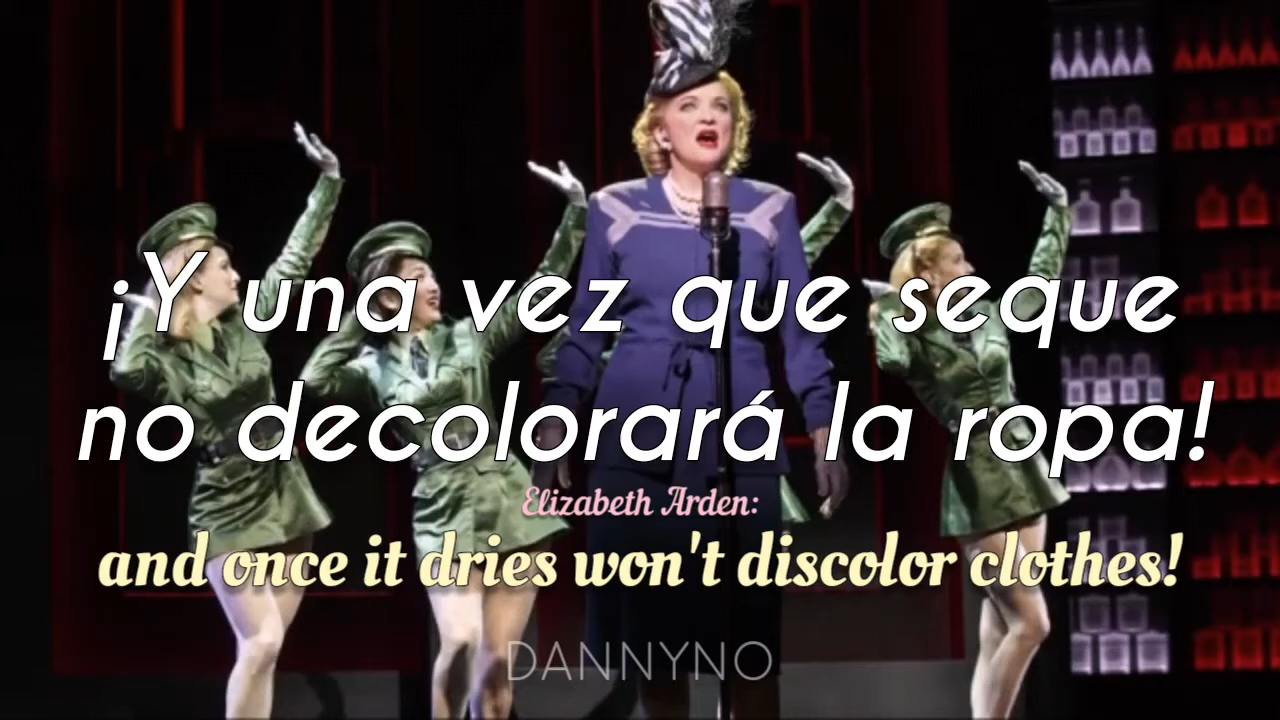 ¡Y una vez que seque
no decolorará la ropa!
Elizabeth Arden:
and once it dries won't discolor clothes!
DANNYNO